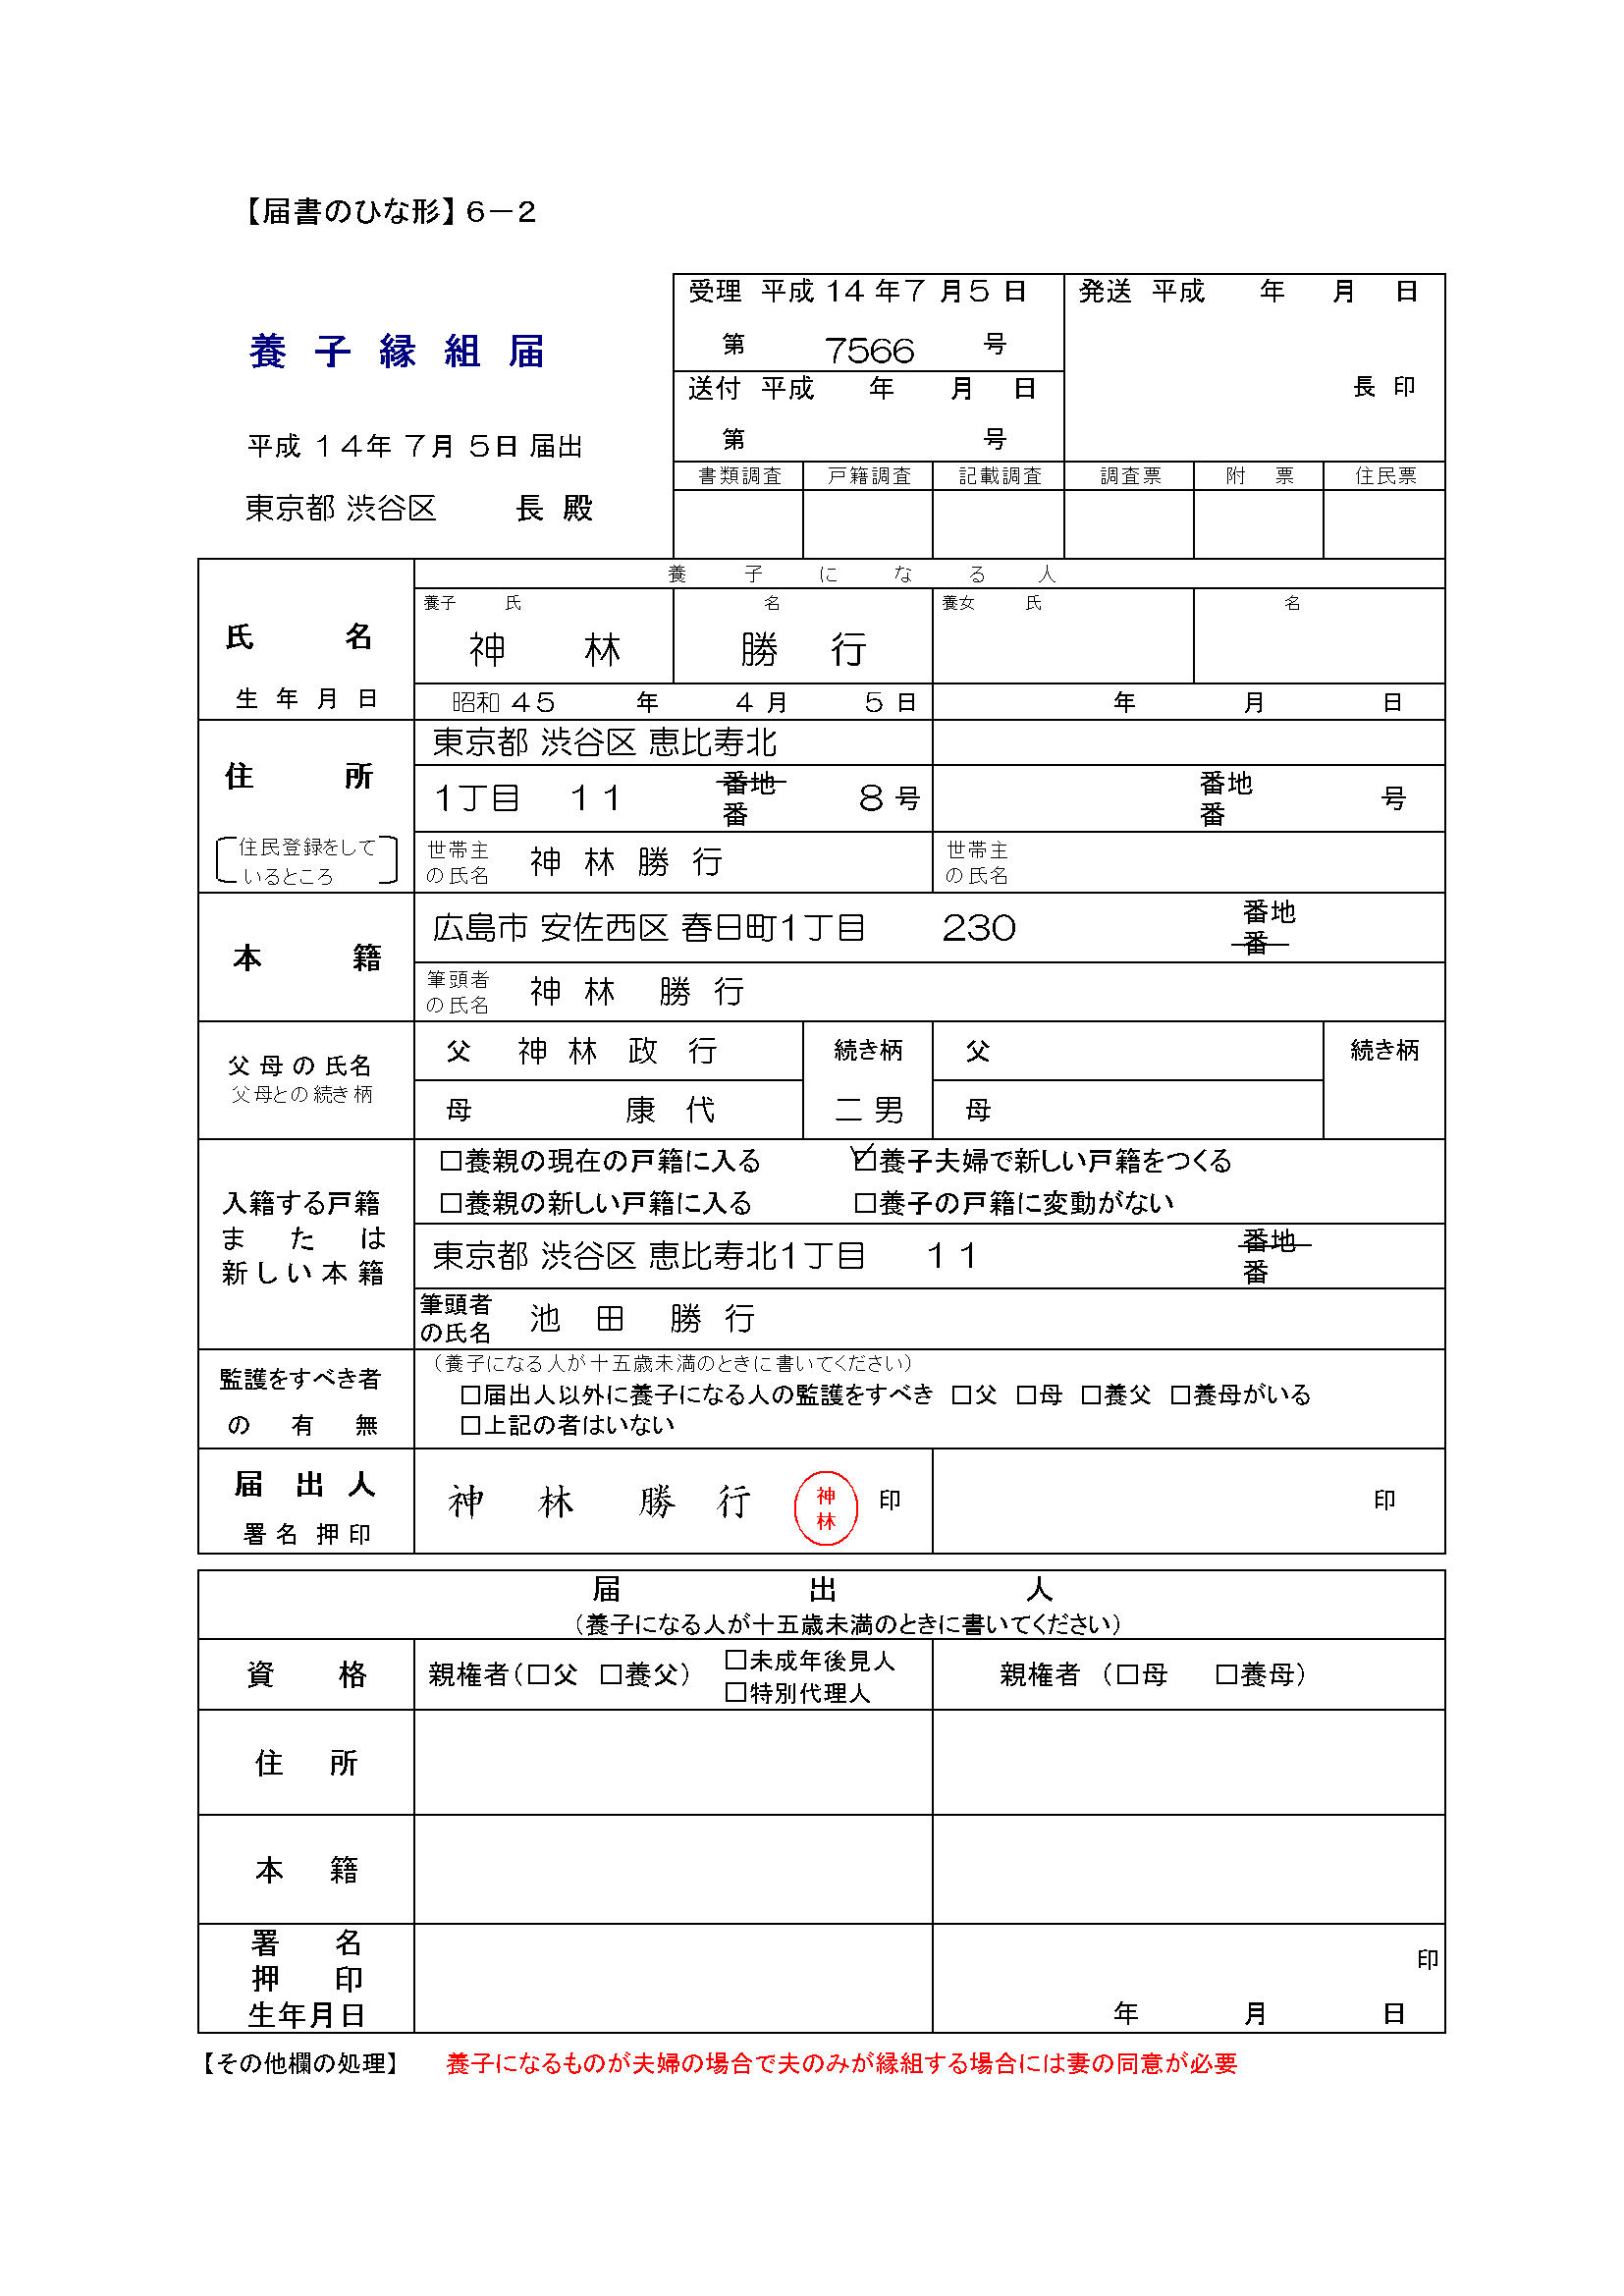 【届書のひな形】６－２
受理 平成 14 年７ 月５ 日
発送 平成 年 月 日
養 子 縁 組 届
第 7566 号
送付 平成 年 月 日
長 印
平成 １４年 ７月 ５日 届出
第 号
書類調査 戸籍調査 記載調査 調査票 附 票 住民票
東京都 渋谷区 長 殿
養 子 に な る 人
養子 氏 名 養女 氏 名
氏 名 神 林 勝 行
生 年 月 日 昭和 ４５ 年 ４ 月 ５ 日 年 月 日
東京都 渋谷区 恵比寿北
住 所
1丁目 １１ 番地 ８ 号 番地 号
番 番
（住民登録をして
いるところ）
世帯主 神 林 勝 行 世帯主
の氏名 の氏名
本 籍
広島市 安佐西区 春日町1丁目 230 番地
番
筆頭者 神 林 勝 行
の氏名
父 母 の 氏名
父母との続き柄
父 神 林 政 行 続き柄 父 続き柄
母 康 代 二 男 母
□養親の現在の戸籍に入る ☑養子夫婦で新しい戸籍をつくる
□養親の新しい戸籍に入る □養子の戸籍に変動がない
入籍する戸籍
ま た は
新しい本籍
東京都 渋谷区 恵比寿北1丁目 １１ 番地
番
筆頭者 池 田 勝 行
の氏名
監護をすべき者
の 有 無
（養子になる人が十五歳未満のときに書いてください）
□届出人以外に養子になる人の監護をすべき □父 □母 □養父 □養母がいる
□上記の者はいない
届 出 人
署名 押印
神 林 勝 行 神林 印 印
届 出 人
（養子になる人が十五歳未満のときに書いてください）
資 格 親権者（□父 □養父） □未成年後見人 親権者 （□母 □養母）
□特別代理人
住 所
本 籍
署 名
印
押 印
生年月日 年 月 日
【その他欄の処理】 養子になるものが夫婦の場合で夫のみが縁組する場合には妻の同意が必要